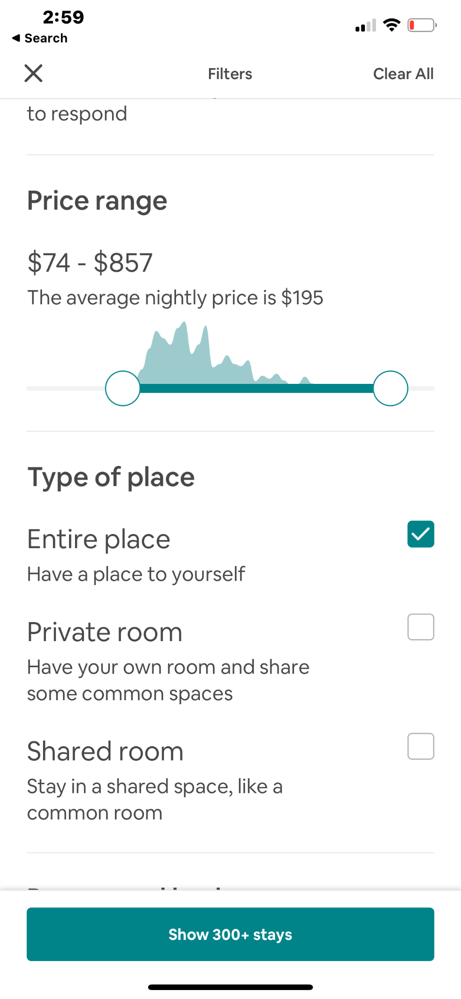 2:59
Search
Filters
Clear All
to respond
Price range
$74 - $857
The average nightly price is $195
Type of place
Entire place
Have a place to yourself
Private room
Have your own room and share
some common spaces
Shared room
Stay in a shared space, like a
common room
Show 300+ stays